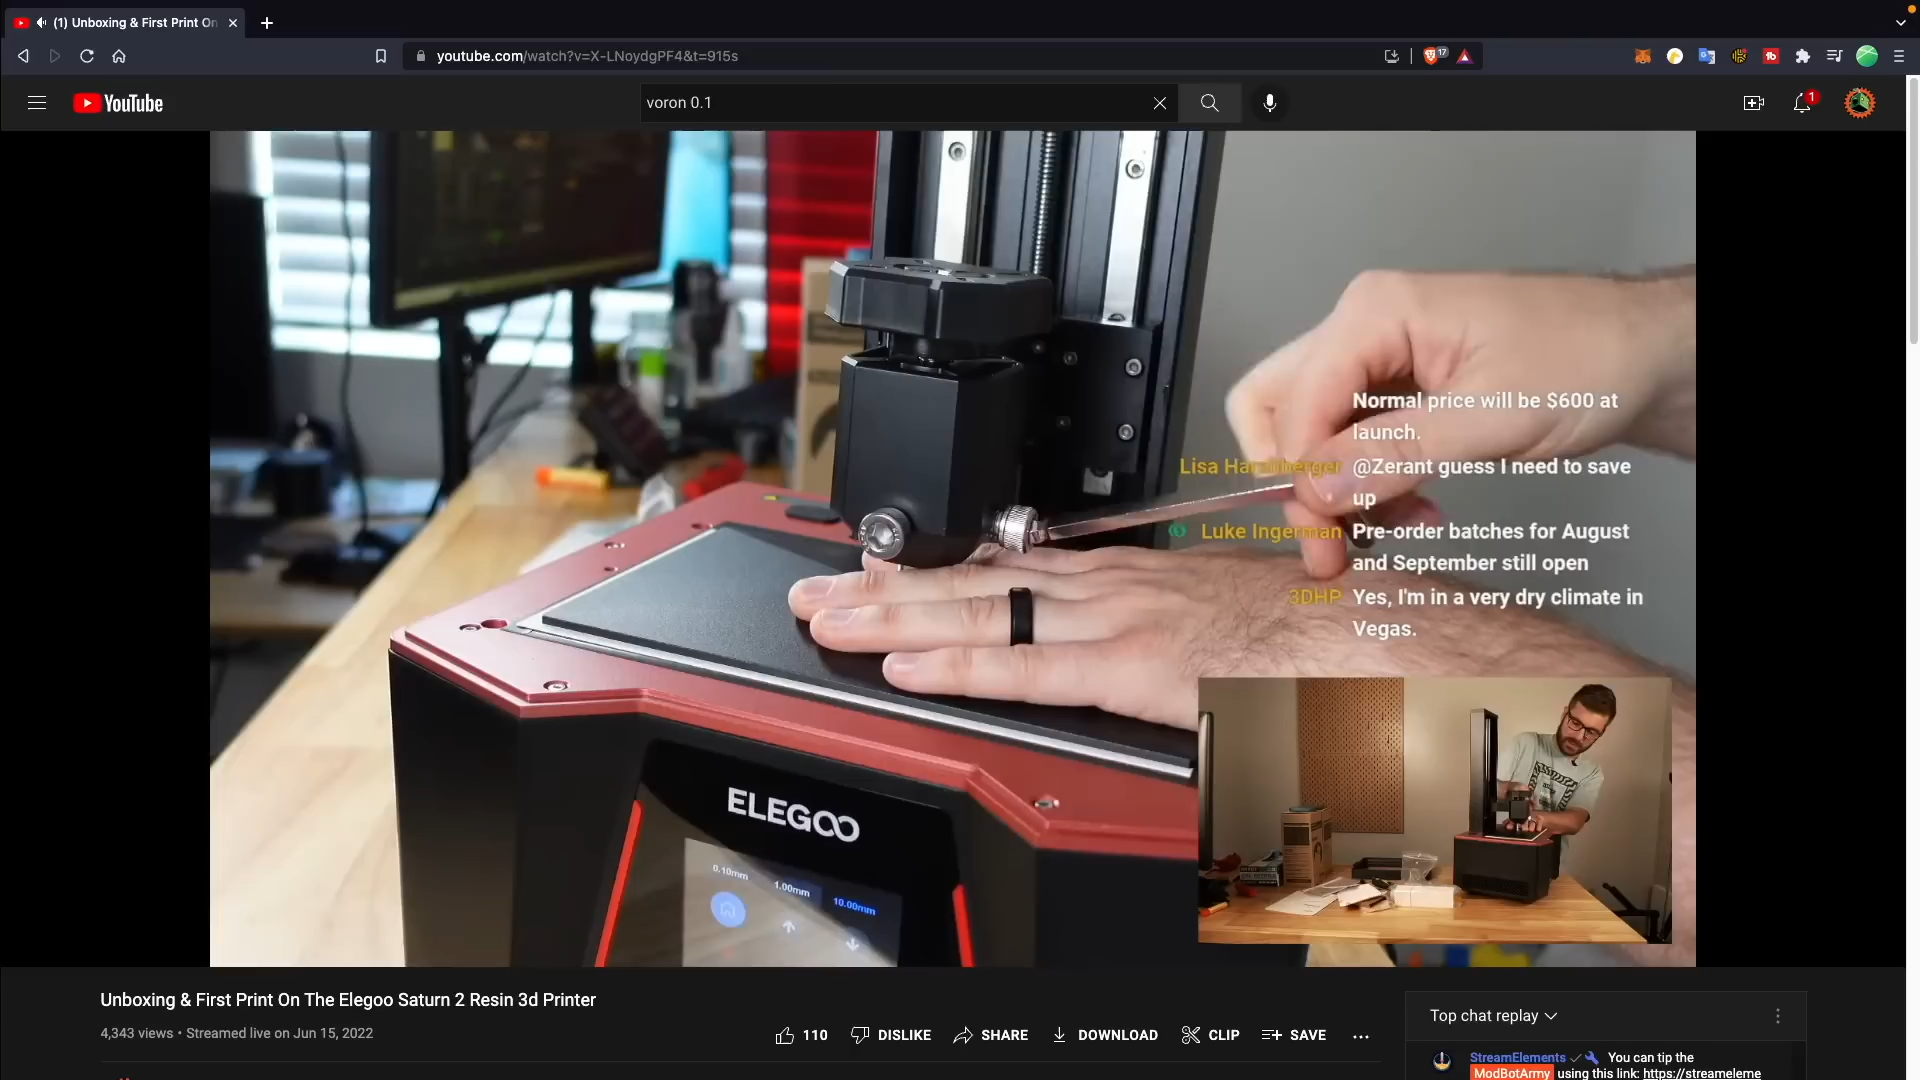 (1) Unboxing & First Print On
youtube.com/watch?v=X-LNoydgPF4&t=915s
17
YouTube
voron 0.1
1
Normal price will be $600 at
launch.
@Zerant guess I need to save
up
Luke Ingerman Pre-order batches for August
and September still open
3DHP Yes, I'm in a very dry climate in
Vegas.
ELEGOO
0.10mm 1.00mm 10.00mm
Unboxing & First Print On The Elegoo Saturn 2 Resin 3d Printer
4,343 views • Streamed live on Jun 15, 2022
110 DISLIKE SHARE DOWNLOAD CLIP SAVE
Top chat replay
StreamElements You can tip the
ModBotArmy using this link: https://streameleme